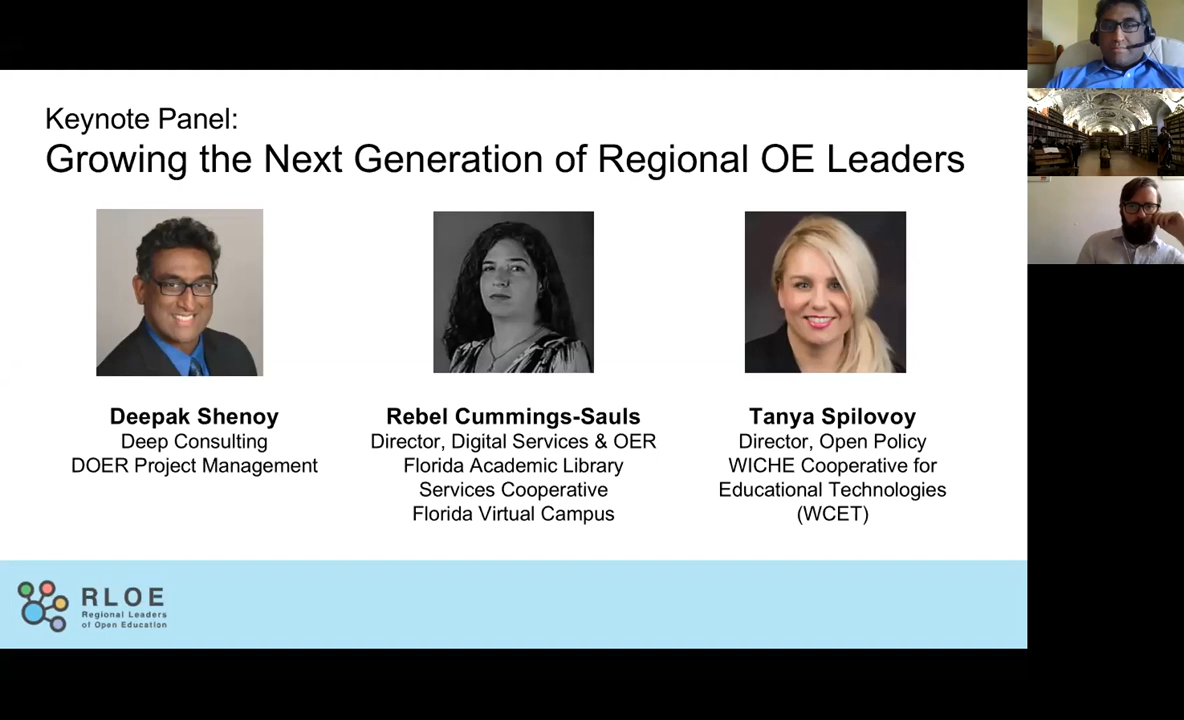 Keynote Panel:
Growing the Next Generation of Regional OE Leaders
Deepak Shenoy
Deep Consulting
DOER Project Management
Rebel Cummings-Sauls
Director, Digital Services & OER
Florida Academic Library
Services Cooperative
Florida Virtual Campus
Tanya Spilovoy
Director, Open Policy
WICHE Cooperative for
Educational Technologies
(WCET)
RLOE
Regional Leaders
of Open Education